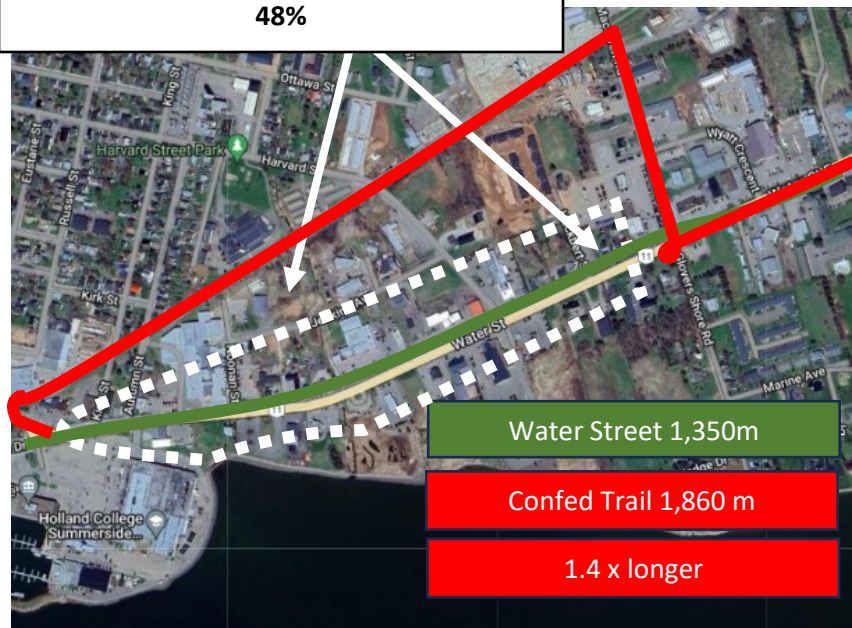 48%
Ottawa St
King St
Eustane St
Russell St
Harvard Street Park
Harvard S
Wyatt Crescent
Kirk St
11
Water St
Glovers Shore Rd
Marine Ave
11
Water Street 1,350m
Confed Trail 1,860 m
1.4 x longer
Holland College
Summerside...